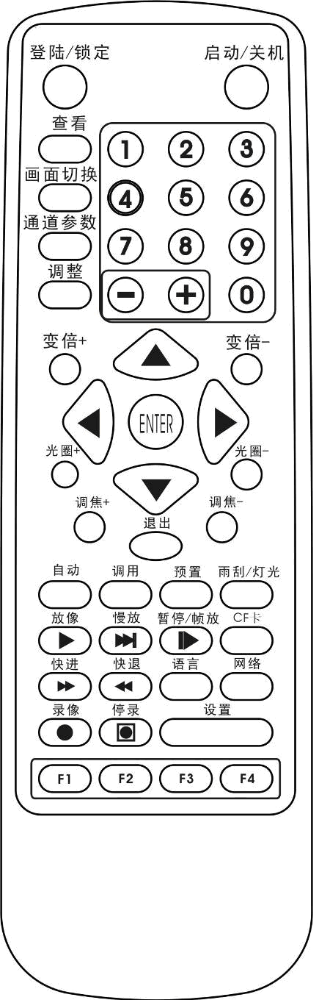 登陆/锁定 启动/关机
查看
1 2 3
画面切换
4 5 6
通道参数
7 8 9
调整
- + 0
变倍+ 变倍-
ENTER
光圈+ 光圈-
调焦+ 调焦-
退出
自动 调用 预置 雨刮/灯光
放像 慢放 暂停/帧放 CF卡
快进 快退 语言 网络
录像 停录 设置
F1 F2 F3 F4